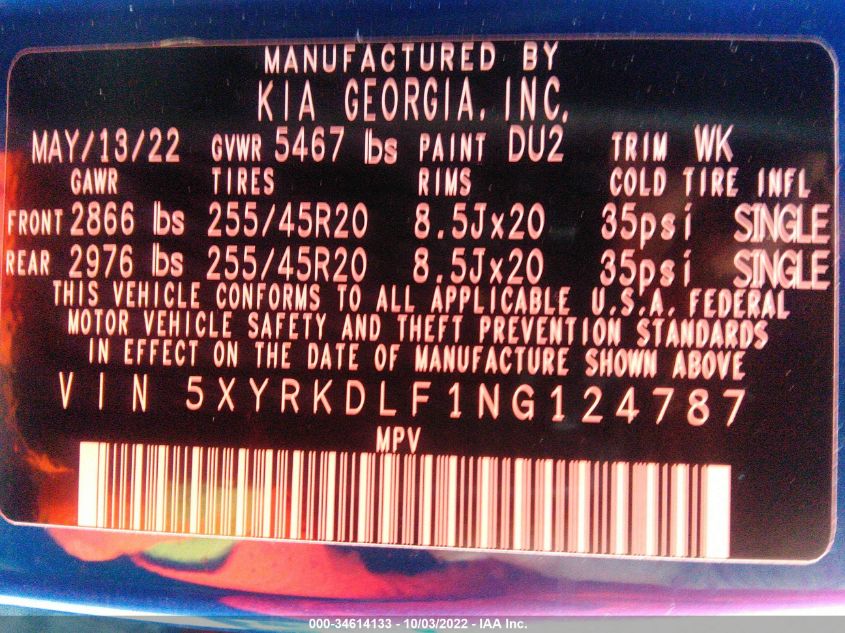 MANUFACTURED BY
KIA GEORGIA, INC.
MAY/13/22 GVWR 5467 lbs PAINT DU2 TRIM WK
GAWR TIRES RIMS COLD TIRE INFL
FRONT 2866 lbs 255/45R20 8.5Jx20 35psi SINGLE
REAR 2976 lbs 255/45R20 8.5Jx20 35psi SINGLE
THIS VEHICLE CONFORMS TO ALL APPLICABLE U.S.A. FEDERAL
MOTOR VEHICLE SAFETY AND THEFT PREVENTION STANDARDS
IN EFFECT ON THE DATE OF MANUFACTURE SHOWN ABOVE
VIN 5XYRKDLF1NG124787
MPV
000-34614133 - 10/03/2022 - IAA Inc.